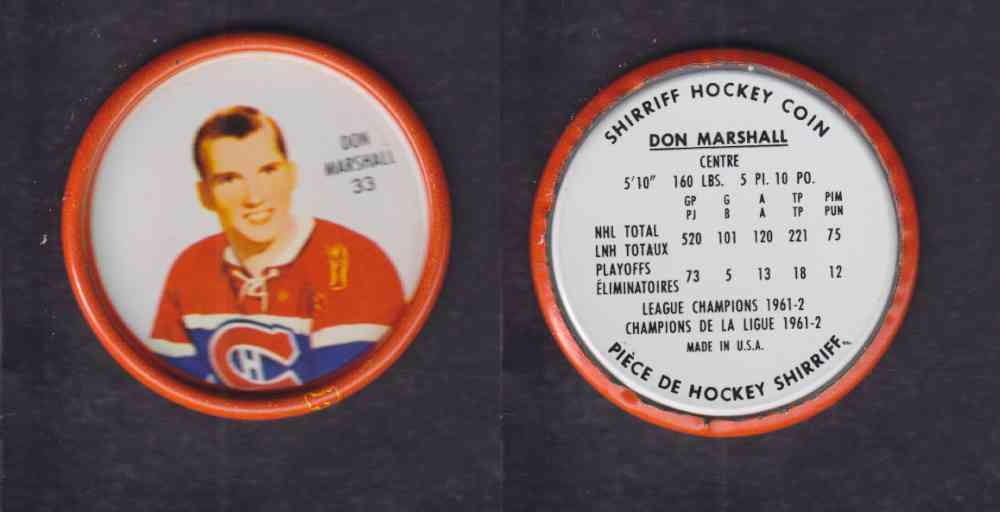 DON
MARSHALL
33
SHIRRIFF HOCKEY COIN
DON MARSHALL
CENTRE
5'10" 160 LBS. 5 PI. 10 PO.
GP G A TP PIM
PJ B A TP PUN
NHL TOTAL
LNH TOTAUX 520 101 120 221 75
PLAYOFFS
ÉLIMINATOIRES 73 5 13 18 12
LEAGUE CHAMPIONS 1961-2
CHAMPIONS DE LA LIGUE 1961-2
MADE IN U.S.A.
PIÈCE DE HOCKEY SHIRRIFF